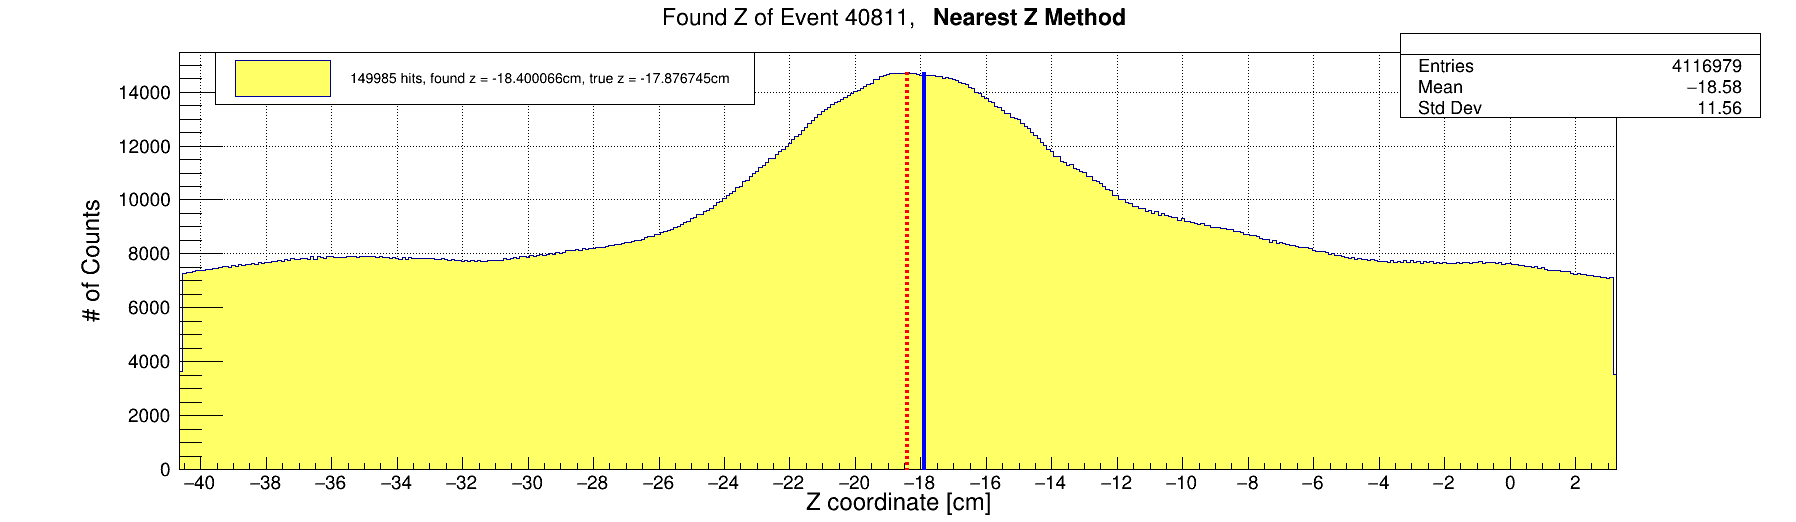 Found Z of Event 40811, Nearest Z Method
149985 hits, found z = -18.400066cm, true z = -17.876745cm
Entries 4116979
Mean −18.58
Std Dev 11.56
14000
12000
10000
8000
6000
4000
2000
0
# of Counts
−40 −38 −36 −34 −32 −30 −28 −26 −24 −22 −20 −18 −16 −14 −12 −10 −8 −6 −4 −2 0 2
Z coordinate [cm]